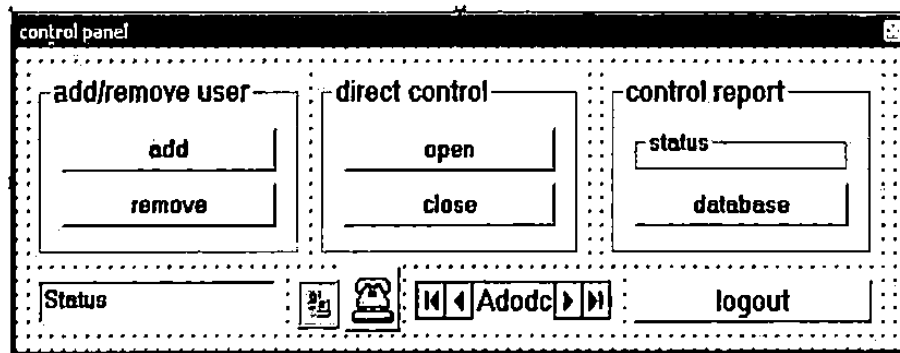 control panel
add/remove user
direct control
control report
add
open
status
remove
close
database
Status
Adodc
logout